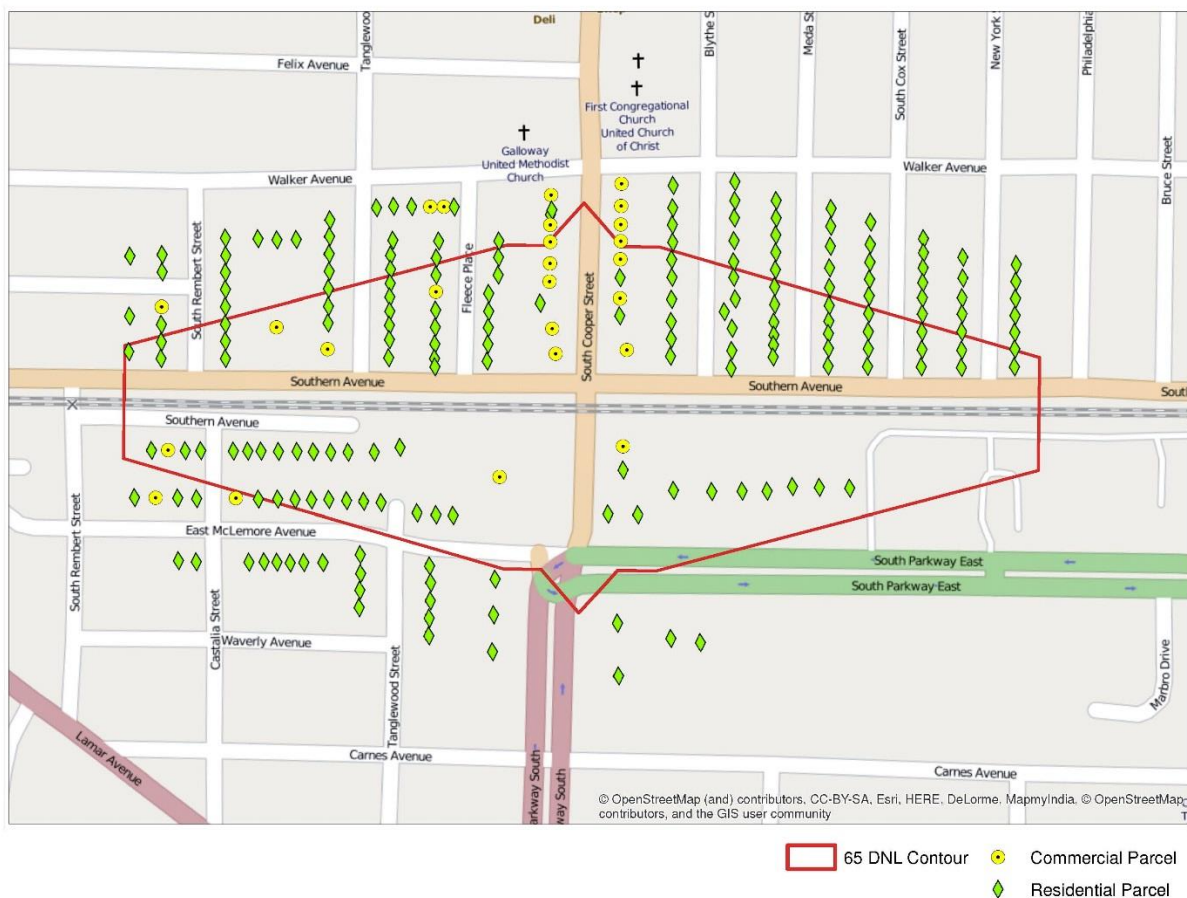 Deli
Felix Avenue
Tanglewoo
Blythe S
Meda St
South Cox Street
New York
Philadelphia
Bruce Street
First Congregational
Church
United Church
of Christ
Galloway
United Methodist
Church
Walker Avenue
Walker Avenue
South Rembert Street
Fleece Place
South Cooper Street
Southern Avenue
Southern Avenue
Sout
Southern Avenue
East McLemore Avenue
South Rembert Street
Castalia Street
South Parkway East
South Parkway East
Waverly Avenue
Tanglewood Street
Marbro Drive
Lamar Avenue
Carnes Avenue
arkway South
way South
Carnes Avenue
© OpenStreetMap (and) contributors, CC-BY-SA, Esri, HERE, DeLorme, MapmyIndia, © OpenStreetMap
contributors, and the GIS user community
65 DNL Contour
Commercial Parcel
Residential Parcel